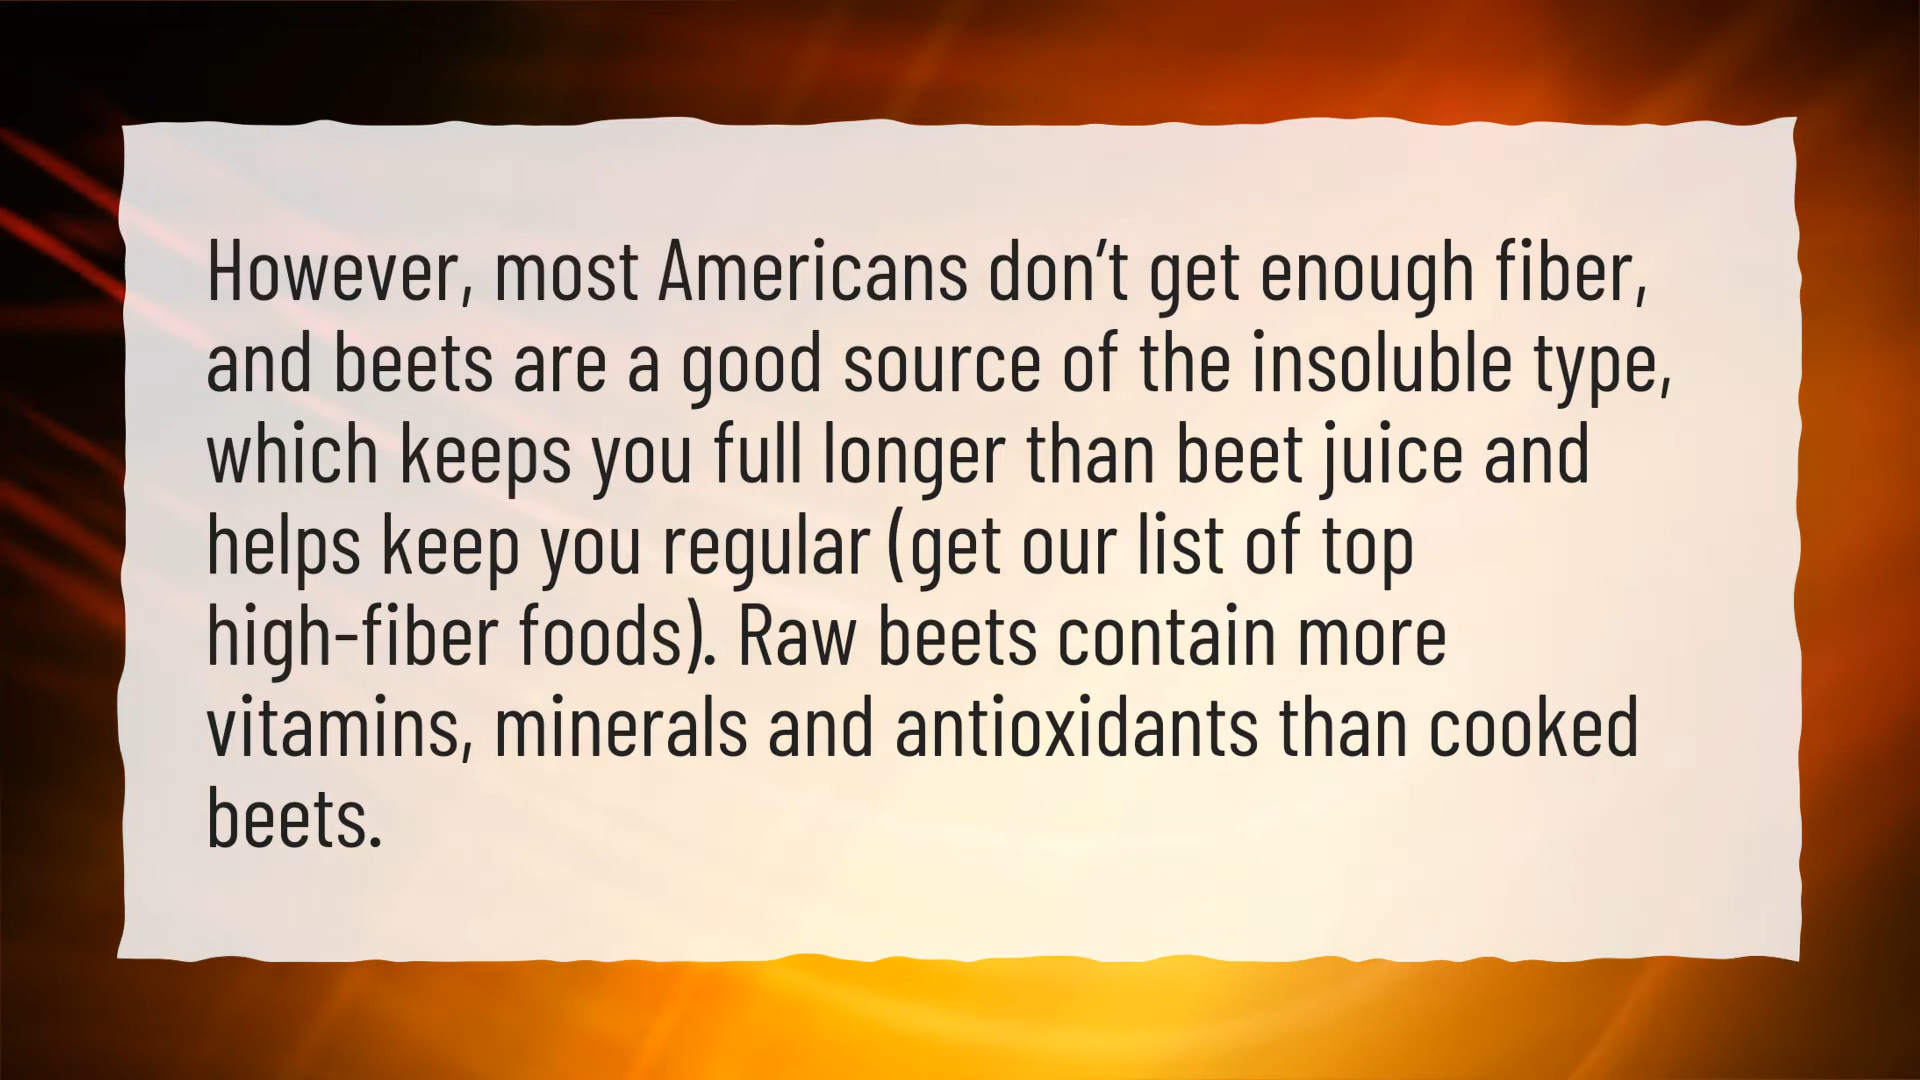 However, most Americans don’t get enough fiber,
and beets are a good source of the insoluble type,
which keeps you full longer than beet juice and
helps keep you regular (get our list of top
high-fiber foods). Raw beets contain more
vitamins, minerals and antioxidants than cooked
beets.